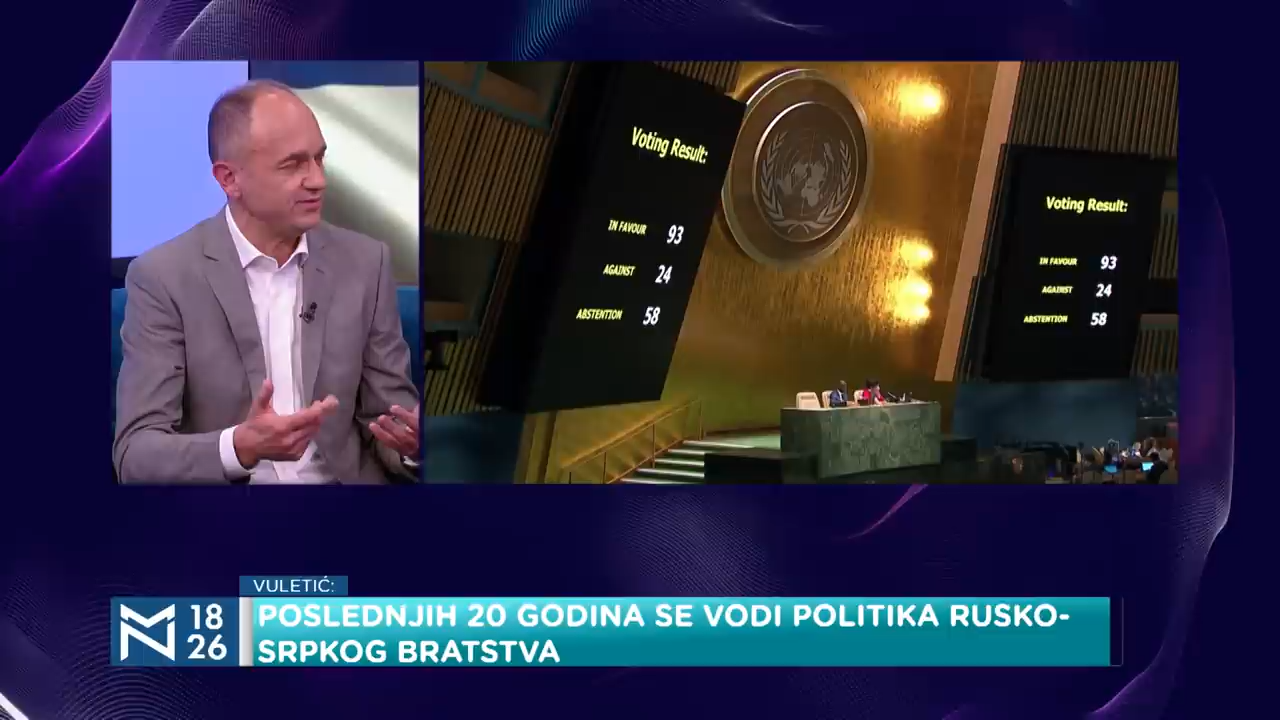 Voting Result:
IN FAVOUR 93
AGAINST 24
ABSTENTION 58
Voting Result:
IN FAVOUR 93
AGAINST 24
ABSTENTION 58
VULETIĆ:
18
26
POSLEDNJIH 20 GODINA SE VODI POLITIKA RUSKO-
SRPKOG BRATSTVA